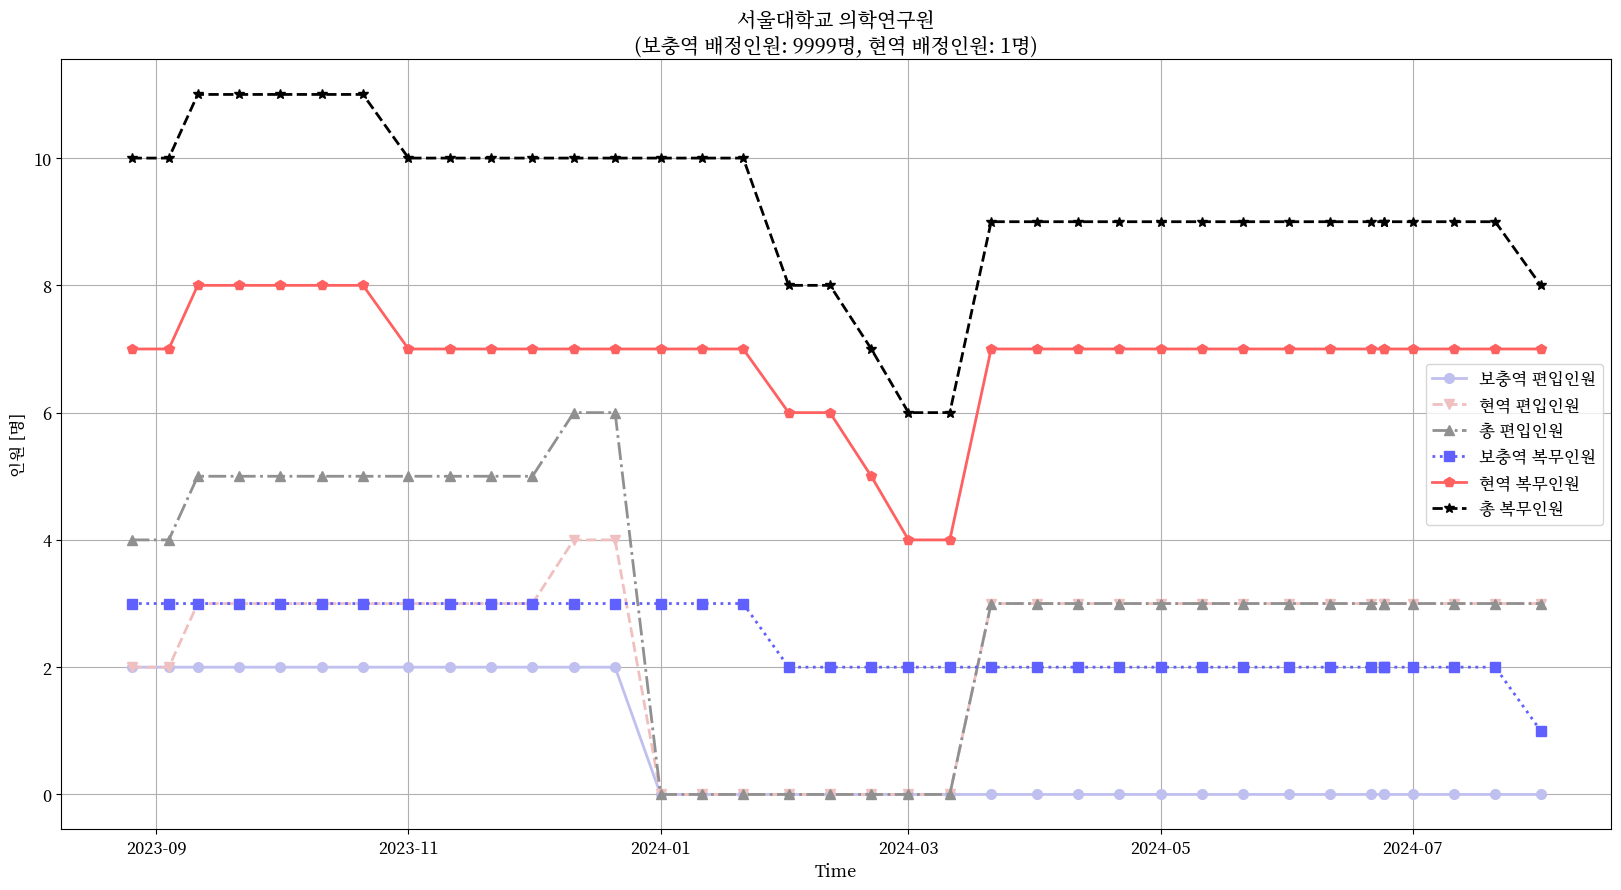 서울대학교 의학연구원
(보충역 배정인원: 9999명, 현역 배정인원: 1명)
인원 [명]
10
8
6
4
2
0
보충역 편입인원
현역 편입인원
총 편입인원
보충역 복무인원
현역 복무인원
총 복무인원
2023-09
2023-11
2024-01
2024-03
2024-05
2024-07
Time